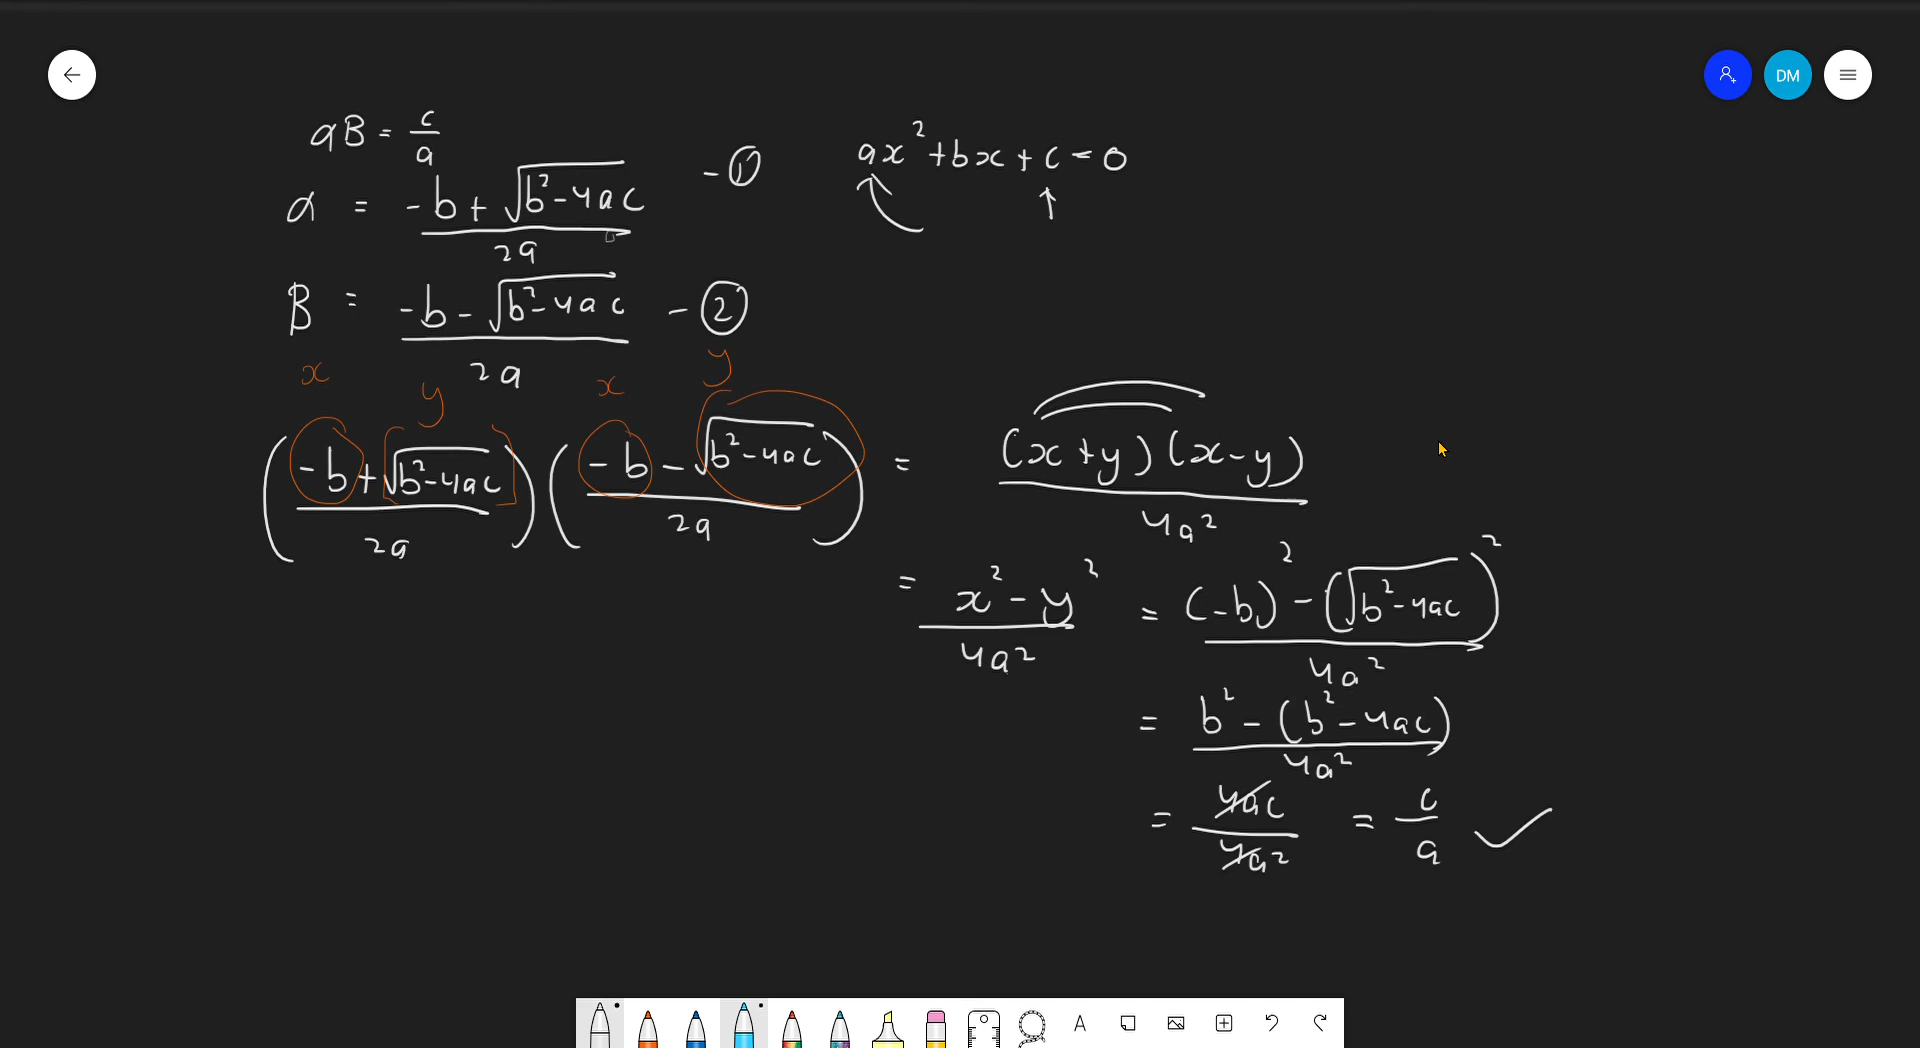 DM
αB = c/a
α = (-b + √(b²-4ac))/2a - ①
ax² + bx + c = 0
B = (-b - √(b²-4ac))/2a - ②
x y x y
((-b + √(b²-4ac))/2a) ((-b - √(b²-4ac))/2a) = ((x+y)(x-y))/4a²
= (x² - y²)/4a² = ((-b)² - (√(b²-4ac))²)/4a²
= (b² - (b²-4ac))/4a²
= 4ac/4a² = c/a ✓
A